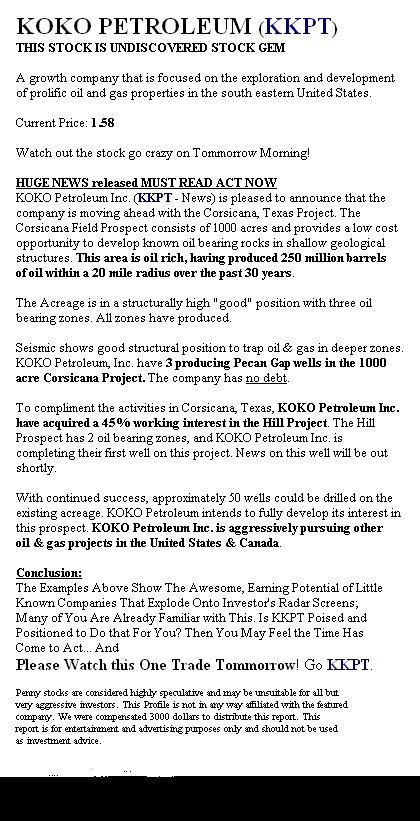 KOKO PETROLEUM (KKPT)
THIS STOCK IS UNDISCOVERED STOCK GEM
A growth company that is focused on the exploration and development
of prolific oil and gas properties in the south eastern United States.
Current Price: 1.58
Watch out the stock go crazy on Tommorrow Morning!
HUGE NEWS released MUST READ ACT NOW
KOKO Petroleum Inc. (KKPT - News) is pleased to announce that the
company is moving ahead with the Corsicana, Texas Project. The
Corsicana Field Prospect consists of 1000 acres and provides a low cost
opportunity to develop known oil bearing rocks in shallow geological
structures. This area is oil rich, having produced 250 million barrels
of oil within a 20 mile radius over the past 30 years.
The Acreage is in a structurally high "good" position with three oil
bearing zones. All zones have produced.
Seismic shows good structural position to trap oil & gas in deeper zones.
KOKO Petroleum, Inc. have 3 producing Pecan Gap wells in the 1000
acre Corsicana Project. The company has no debt.
To compliment the activities in Corsicana, Texas, KOKO Petroleum Inc.
have acquired a 45% working interest in the Hill Project. The Hill
Prospect has 2 oil bearing zones, and KOKO Petroleum Inc. is
completing their first well on this project. News on this well will be out
shortly.
With continued success, approximately 50 wells could be drilled on the
existing acreage. KOKO Petroleum intends to fully develop its interest in
this prospect. KOKO Petroleum Inc. is aggressively pursuing other
oil & gas projects in the United States & Canada.
Conclusion:
The Examples Above Show The Awesome, Earning Potential of Little
Known Companies That Explode Onto Investor's Radar Screens;
Many of You Are Already Familiar with This. Is KKPT Poised and
Positioned to Do that For You? Then You May Feel the Time Has
Come to Act... And
Please Watch this One Trade Tommorrow! Go KKPT.
Penny stocks are considered highly speculative and may be unsuitable for all but
very aggressive investors. This Profile is not in any way affiliated with the featured
company. We were compensated 3000 dollars to distribute this report. This
report is for entertainment and advertising purposes only and should not be used
as investment advice.